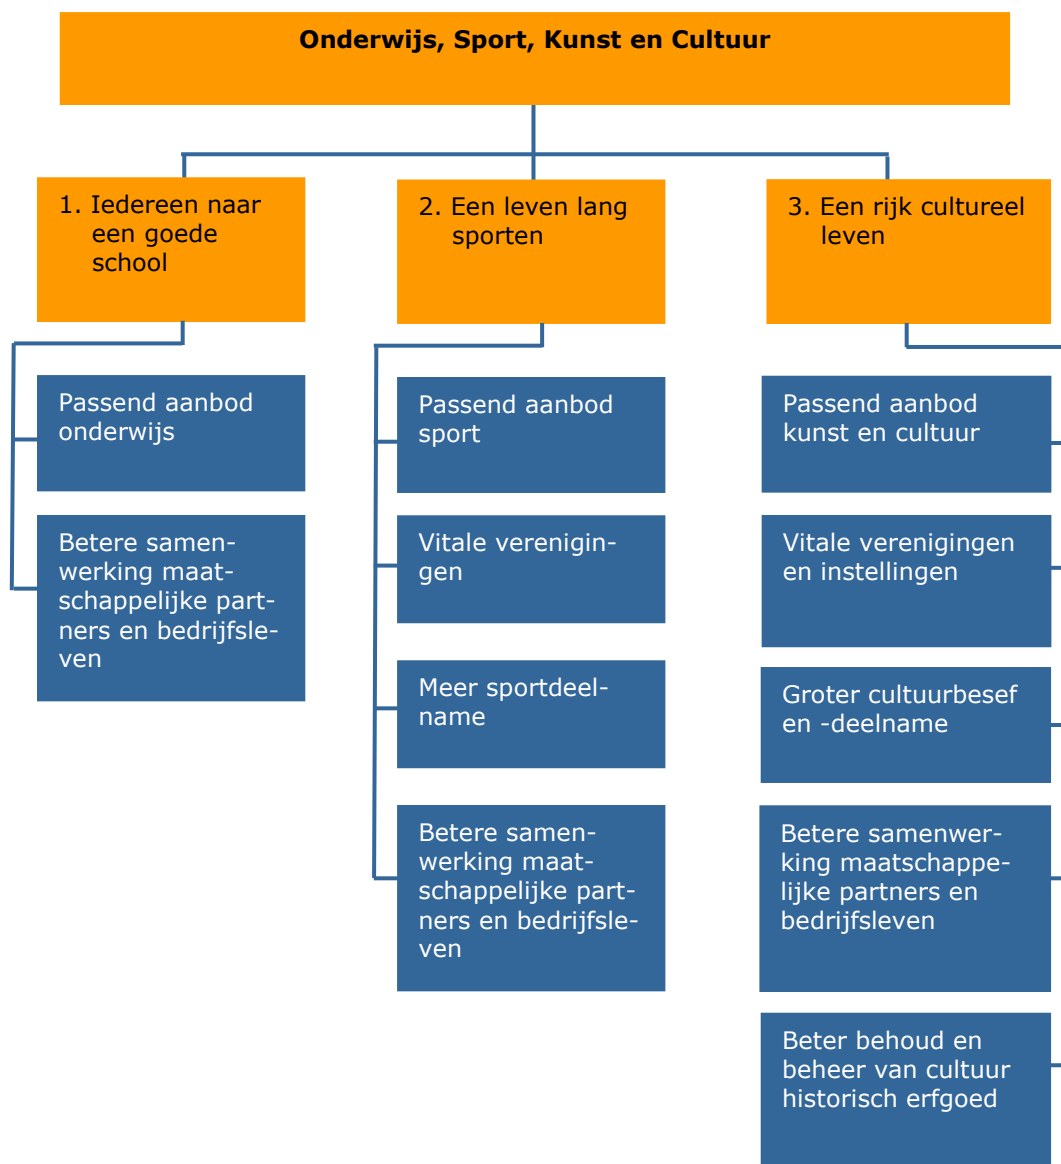 Onderwijs, Sport, Kunst en Cultuur
1. Iedereen naar
een goede
school
Passend aanbod
onderwijs
Betere samen-
werking maat-
schappelijke part-
ners en bedrijfsle-
ven
2. Een leven lang
sporten
Passend aanbod
sport
Vitale verenigin-
gen
Meer sportdeel-
name
Betere samen-
werking maat-
schappelijke part-
ners en bedrijfsle-
ven
3. Een rijk cultureel
leven
Passend aanbod
kunst en cultuur
Vitale verenigingen
en instellingen
Groter cultuurbesef
en -deelname
Betere samenwer-
king maatschappe-
lijke partners en
bedrijfsleven
Beter behoud en
beheer van cultuur
historisch erfgoed